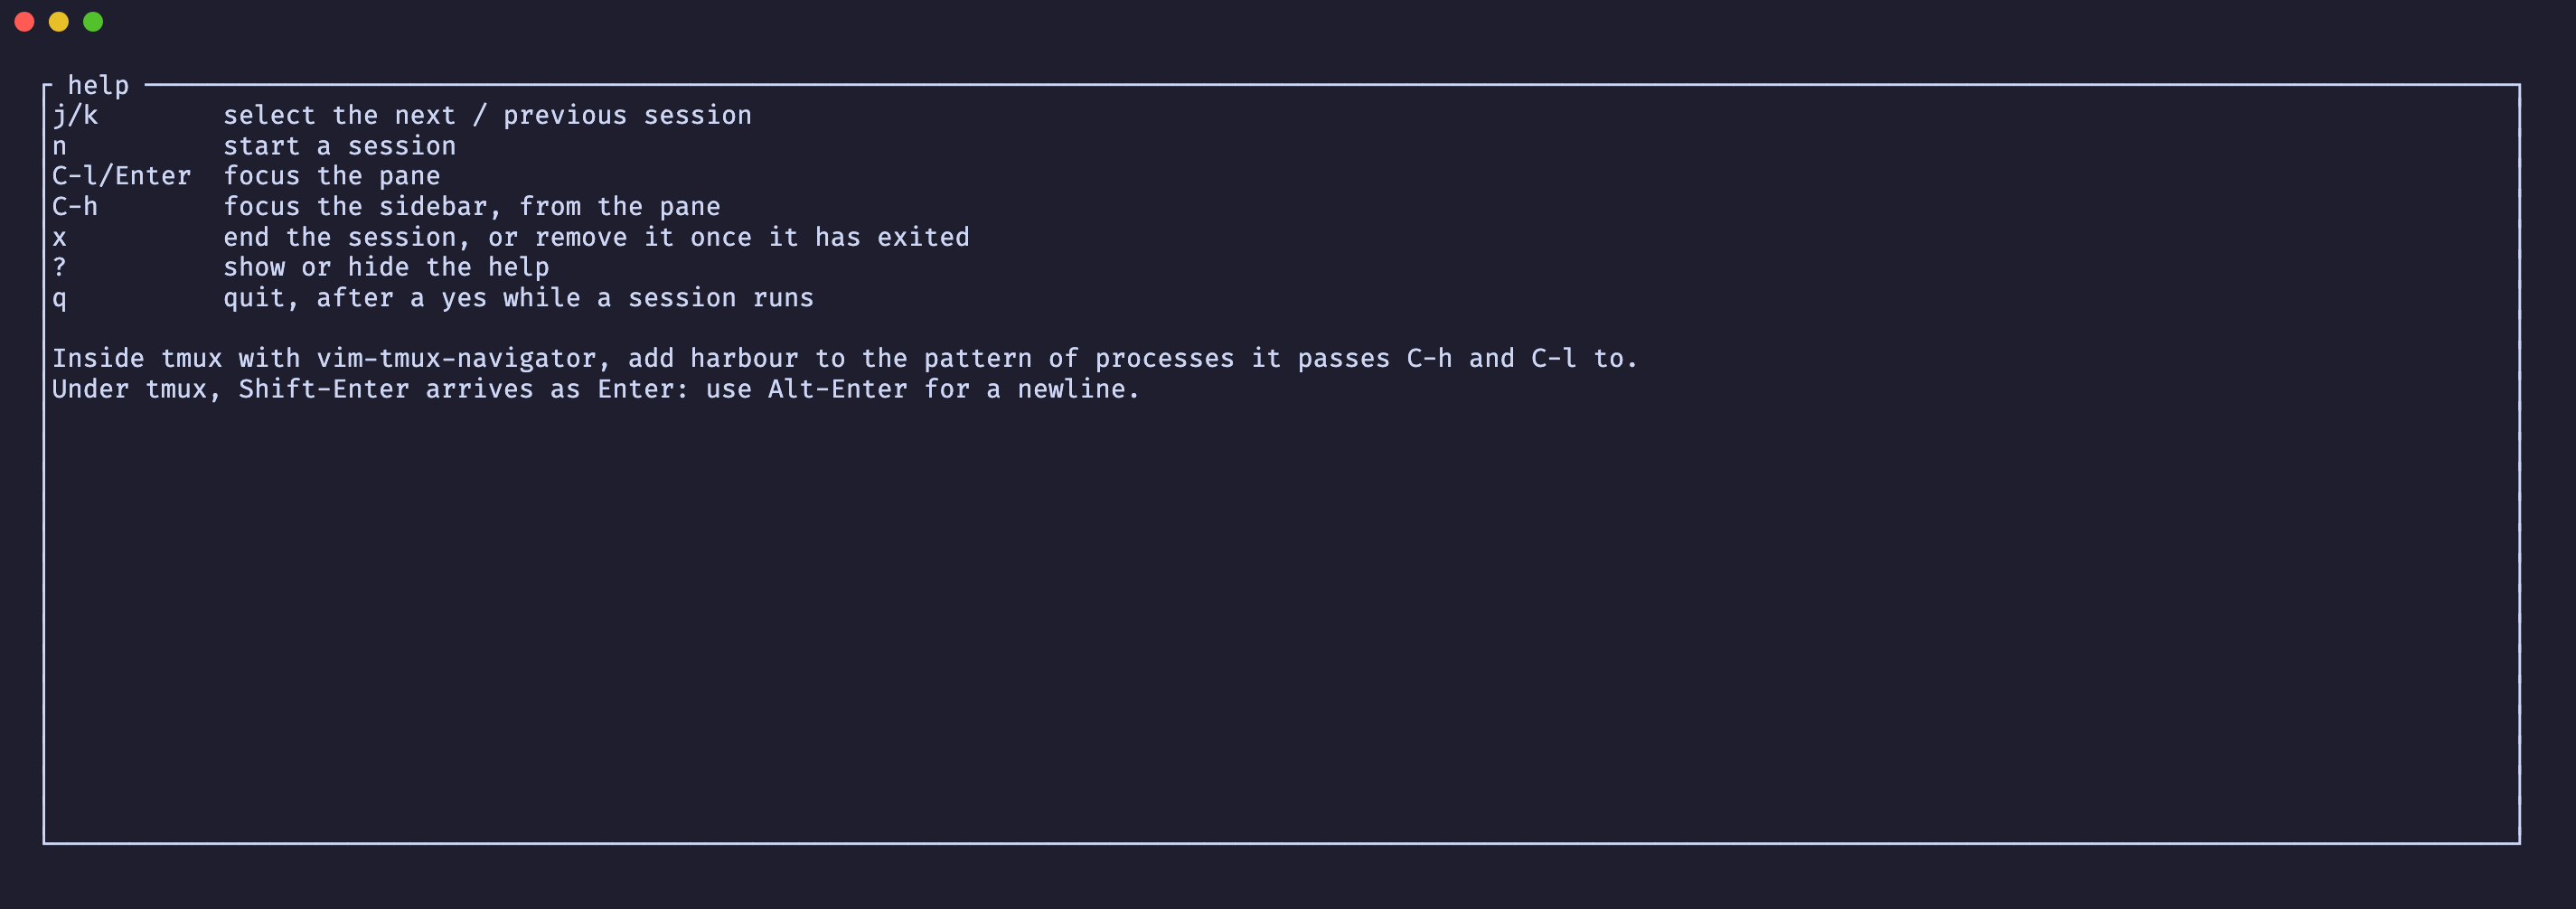 help
j/k        select the next / previous session
n          start a session
C-l/Enter  focus the pane
C-h        focus the sidebar, from the pane
x          end the session, or remove it once it has exited
?          show or hide the help
q          quit, after a yes while a session runs

Inside tmux with vim-tmux-navigator, add harbour to the pattern of processes it passes C-h and C-l to.
Under tmux, Shift-Enter arrives as Enter: use Alt-Enter for a newline.